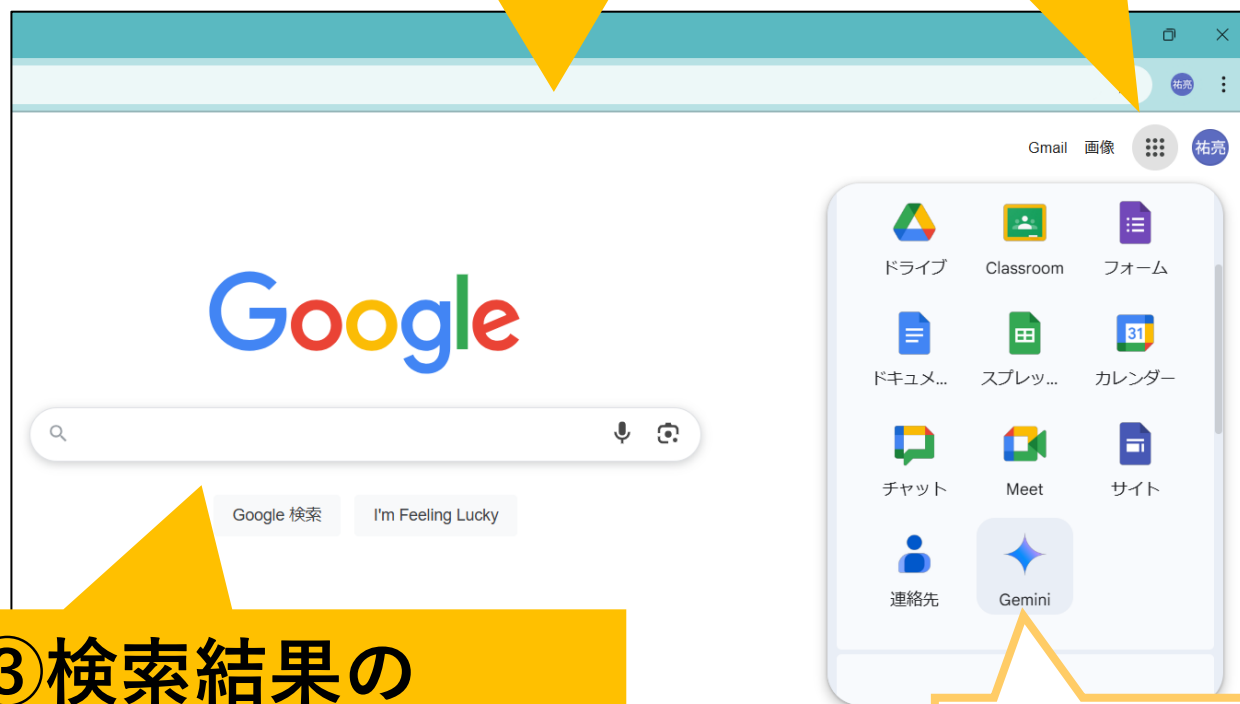 祐亮
Gmail 画像
祐亮
ドライブ Classroom フォーム
Google
31
ドキュメ... スプレッ... カレンダー
チャット Meet サイト
Google 検索 I'm Feeling Lucky
連絡先 Gemini
③検索結果の